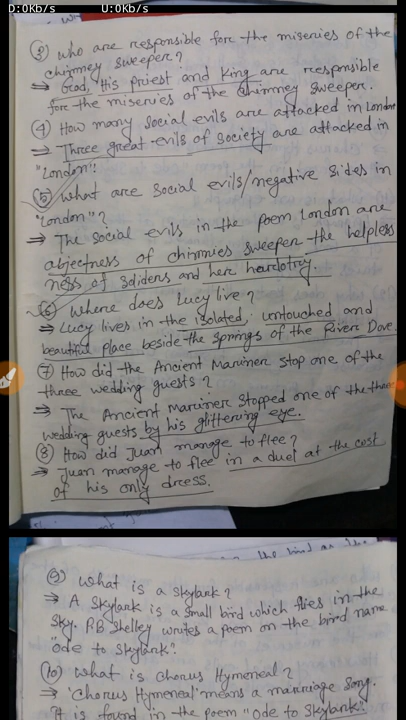 D:0Kb/s U:0Kb/s
③ Who are responsible fore the miseries of the
chimney sweeper?
⇒ God, His priest and King are responsible
fore the miseries of the chimney sweeper.
④ How many social evils are attacked in London
⇒ Three great evils of society are attacked in
"London".
⑤ What are social evils/negative sides in
"London"?
⇒ The social evils in the poem London are
abjectness of chimnies sweeper the helpless
ness of soliders and here harlotry.
⑥ Where does Lucy live?
⇒ Lucy lives in the isolated, untouched and
beautiful place beside the springs of the River Dove.
⑦ How did the Ancient Mariner stop one of the
three wedding guests?
⇒ The Ancient Mariner stopped one of the three
wedding guests by his glittering eye.
⑧ How did Juan manage to flee?
⇒ Juan manage to flee in a duel at the cost
of his only dress.
the bird as the
⑨ What is a Skylark?
⇒ A Skylark is a small bird which flies in the
sky. P.B Shelley writes a poem on the bird name
"Ode to Skylark".
⑩ What is Chorus Hymeneal?
⇒ 'Chorus Hymeneal' means a marriage song.
It is found in the poem "Ode to Skylark".